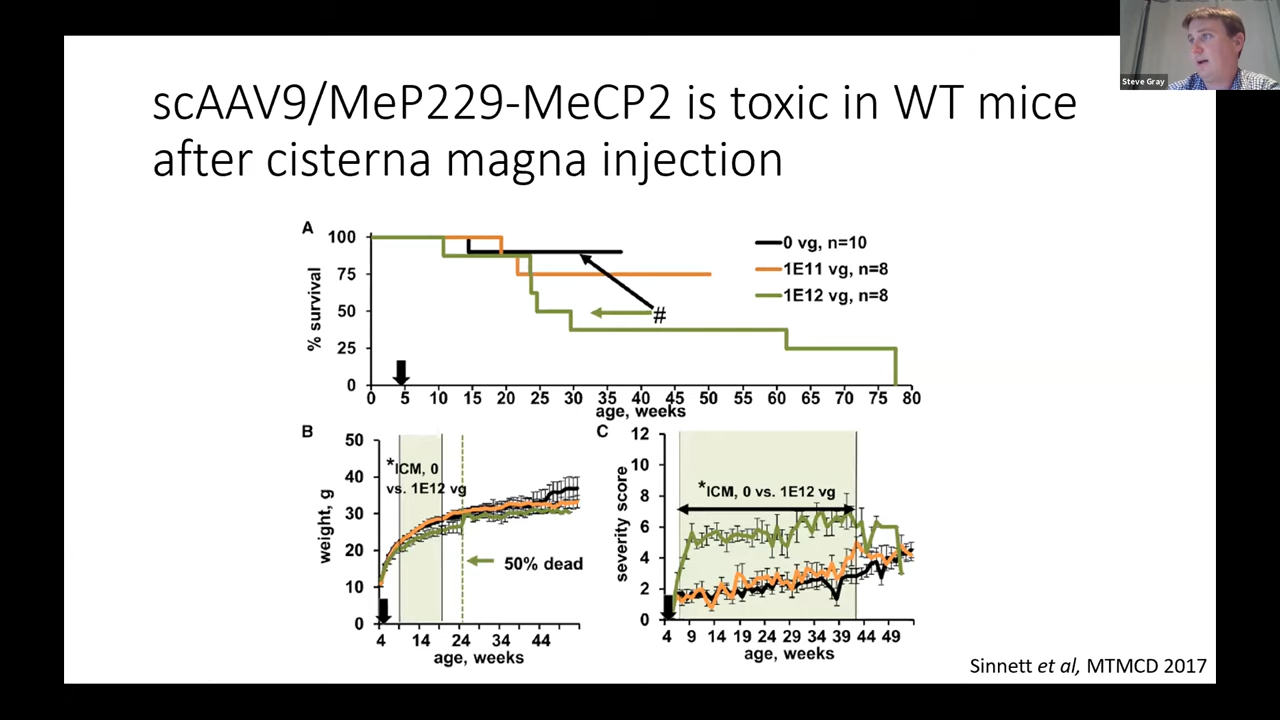 Steve Gray
scAAV9/MeP229-MeCP2 is toxic in WT mice
after cisterna magna injection
A
100
75
50
25
0
% survival
0 vg, n=10
1E11 vg, n=8
1E12 vg, n=8
#
0 5 10 15 20 25 30 35 40 45 50 55 60 65 70 75 80
age, weeks
B
50
40
30
20
10
0
weight, g
*ICM, 0
vs. 1E12 vg
50% dead
4 14 24 34 44
age, weeks
C
12
10
8
6
4
2
0
severity score
*ICM, 0 vs. 1E12 vg
4 9 14 19 24 29 34 39 44 49
age, weeks
Sinnett et al, MTMCD 2017